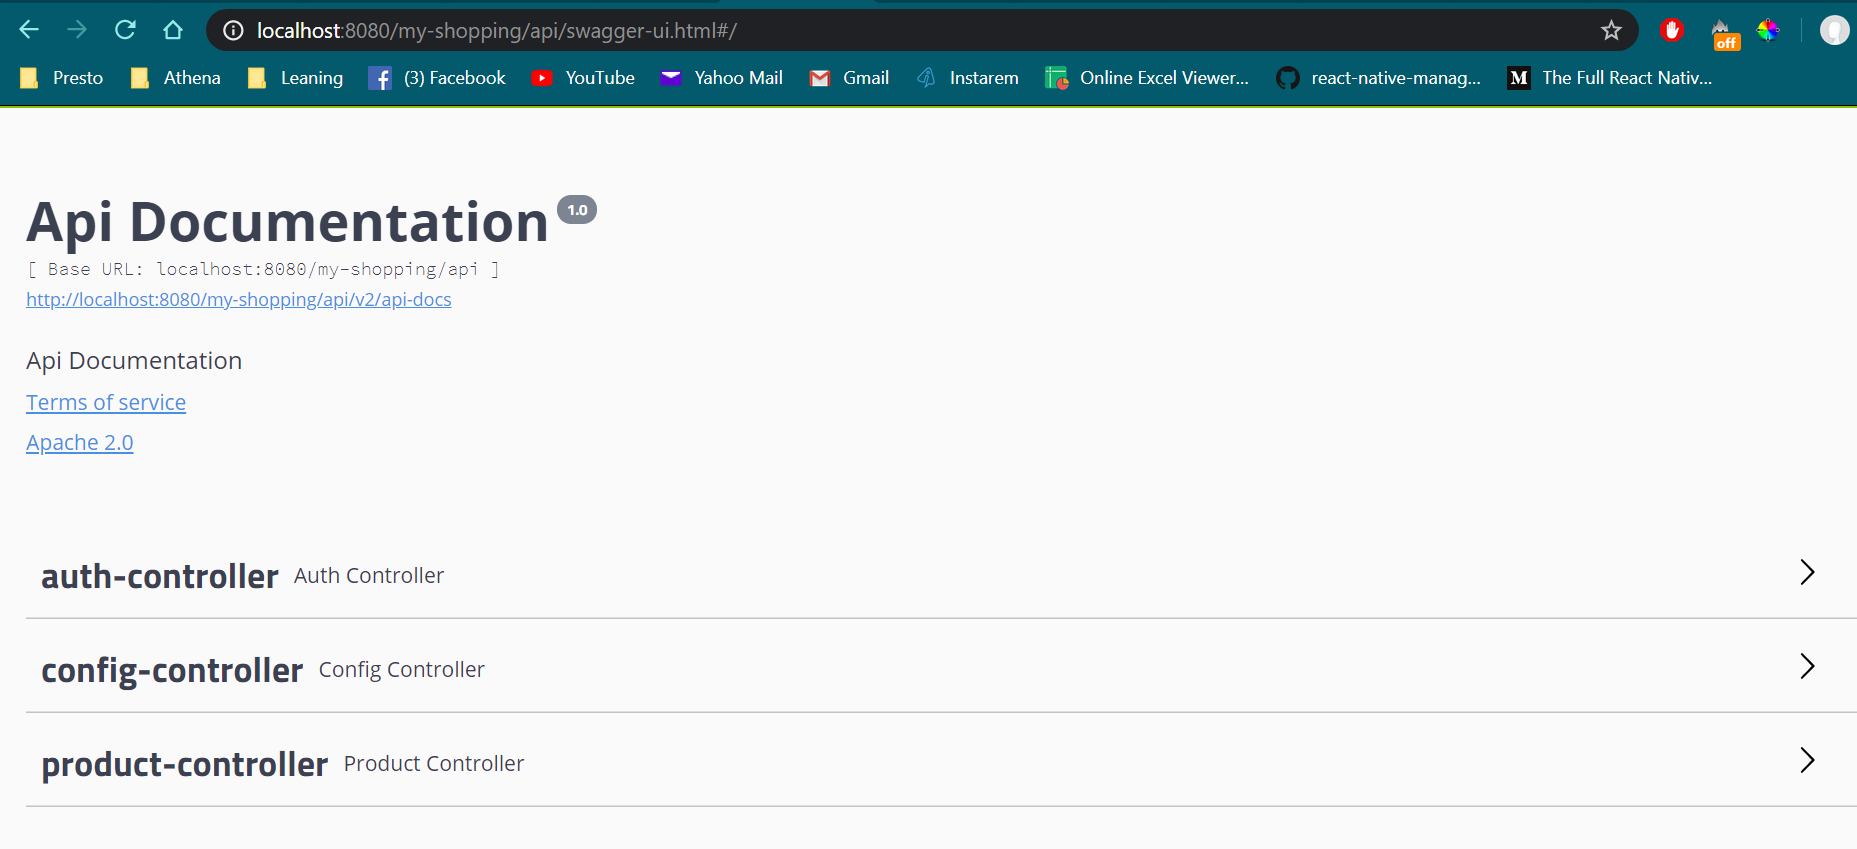 localhost:8080/my-shopping/api/swagger-ui.html#/
off
Presto Athena Leaning (3) Facebook YouTube Yahoo Mail Gmail Instarem Online Excel Viewer... react-native-manag... M The Full React Nativ...
Api Documentation 1.0
[ Base URL: localhost:8080/my-shopping/api ]
http://localhost:8080/my-shopping/api/v2/api-docs
Api Documentation
Terms of service
Apache 2.0
auth-controller Auth Controller
config-controller Config Controller
product-controller Product Controller